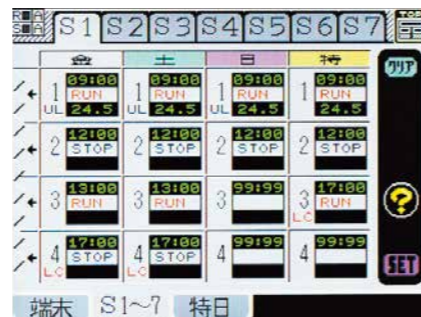 S1 S2 S3 S4 S5 S6 S7
金 土 日 特 クリア
1 09:00 1 09:00 1 09:00 1 09:00
RUN RUN RUN RUN
UL 24.5 UL 24.5 UL 24.5 UL 24.5
2 12:00 2 12:00 2 12:00 2 12:00
STOP STOP STOP STOP
3 13:00 3 13:00 3 99:99 3 17:00
RUN RUN RUN ?
LC
4 17:00 4 17:00 4 99:99 4 99:99
STOP STOP SET
LC LC
端末 S1~7 特日